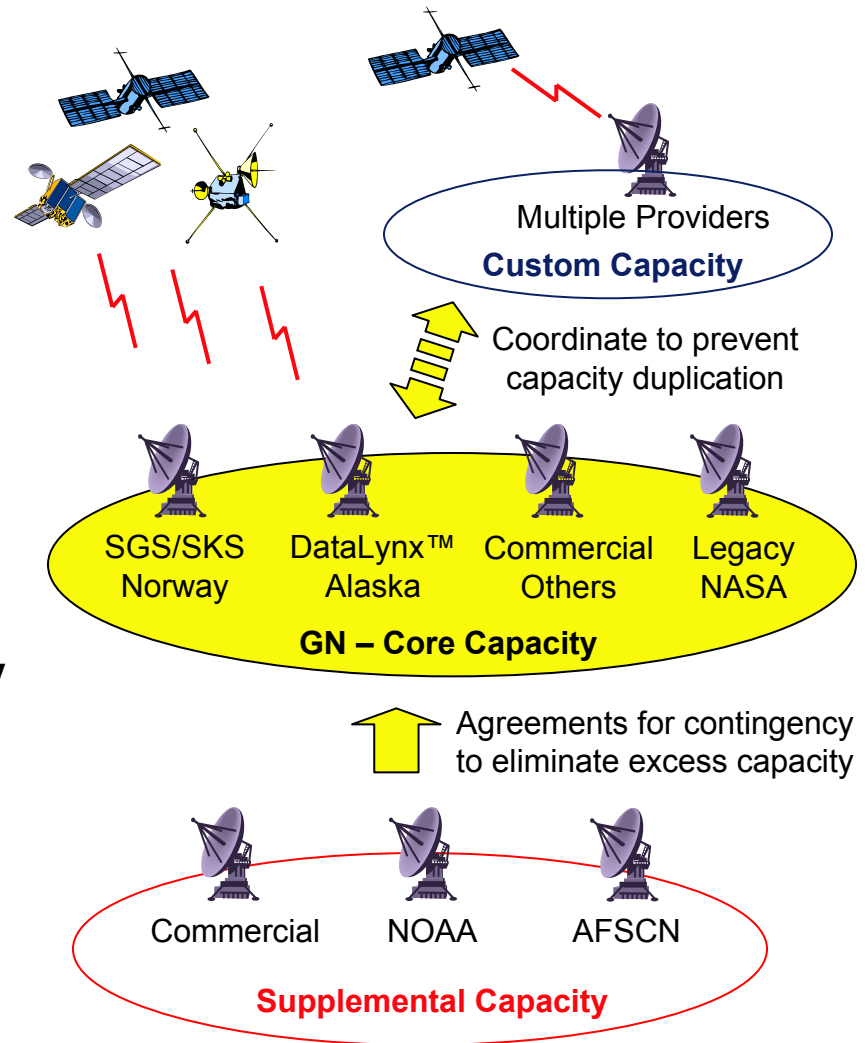 Multiple Providers
Custom Capacity
Coordinate to prevent
capacity duplication
SGS/SKS
Norway
DataLynx™
Alaska
Commercial
Others
Legacy
NASA
GN – Core Capacity
y
Agreements for contingency
to eliminate excess capacity
Commercial
NOAA
AFSCN
Supplemental Capacity